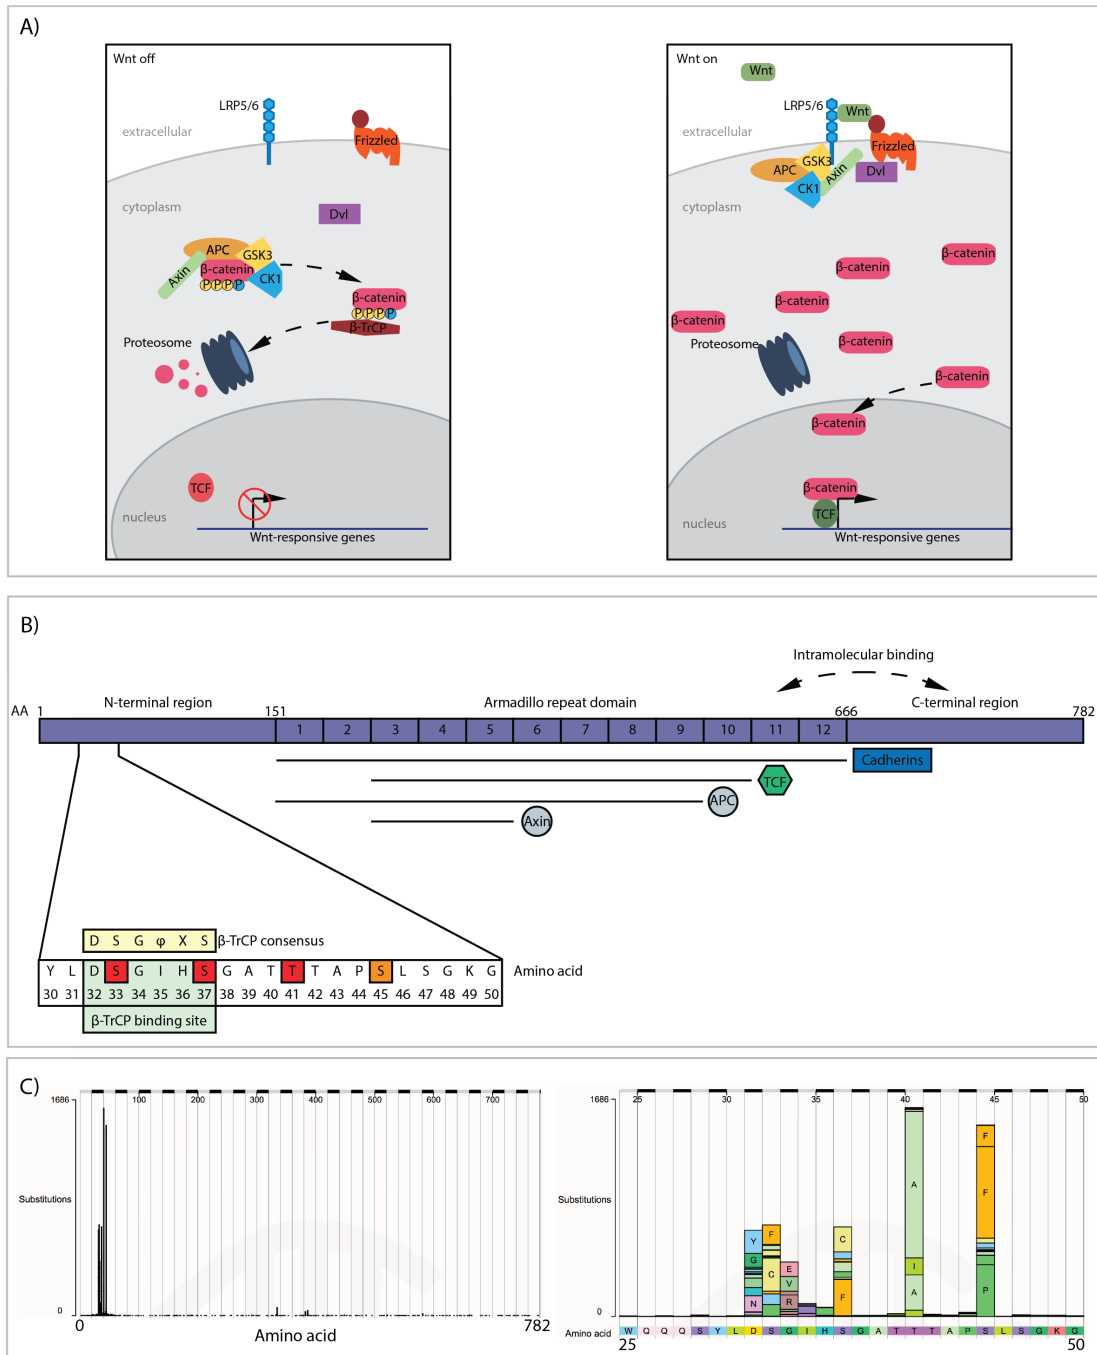 A)
Wnt off
LRP5/6
extracellular
Frizzled
cytoplasm
Dvl
APC
GSK3
Axin
β-catenin
CK1
P P P P
β-catenin
P P P P
β-TrCP
Proteosome
TCF
nucleus
Wnt-responsive genes
Wnt on
Wnt
LRP5/6
Wnt
extracellular
Frizzled
GSK3
APC
Axin
Dvl
CK1
cytoplasm
β-catenin
β-catenin
β-catenin
β-catenin
β-catenin
Proteosome
β-catenin
β-catenin
β-catenin
TCF
nucleus
Wnt-responsive genes
B)
Intramolecular binding
AA 1 N-terminal region 151 Armadillo repeat domain 666 C-terminal region 782
1 2 3 4 5 6 7 8 9 10 11 12
Cadherins
TCF
APC
Axin
D S G φ X S β-TrCP consensus
Y L D S G I H S G A T T T A P S L S G K G Amino acid
30 31 32 33 34 35 36 37 38 39 40 41 42 43 44 45 46 47 48 49 50
β-TrCP binding site
C)
100 200 300 400 500 600 700
1686
Substitutions
0
0 Amino acid 782
25 30 35 40 45 50
1686
Substitutions
0
Y
G
N
F
C
E
V
R
C
F
A
I
A
F
F
P
Amino acid W Q Q Q S Y L D S G I H S G A T T T A P S L S G K G
25 50